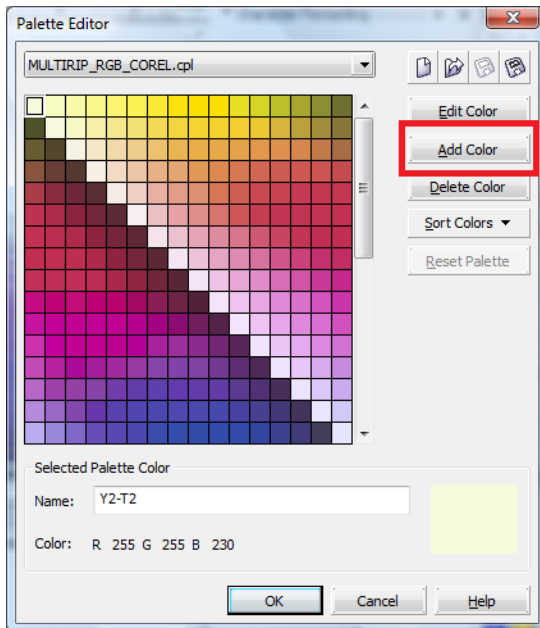 Palette Editor
MULTIRIP_RGB_COREL.cpl
Edit Color
Add Color
Delete Color
Sort Colors
Reset Palette
Selected Palette Color
Name: Y2-T2
Color: R 255 G 255 B 230
OK Cancel Help